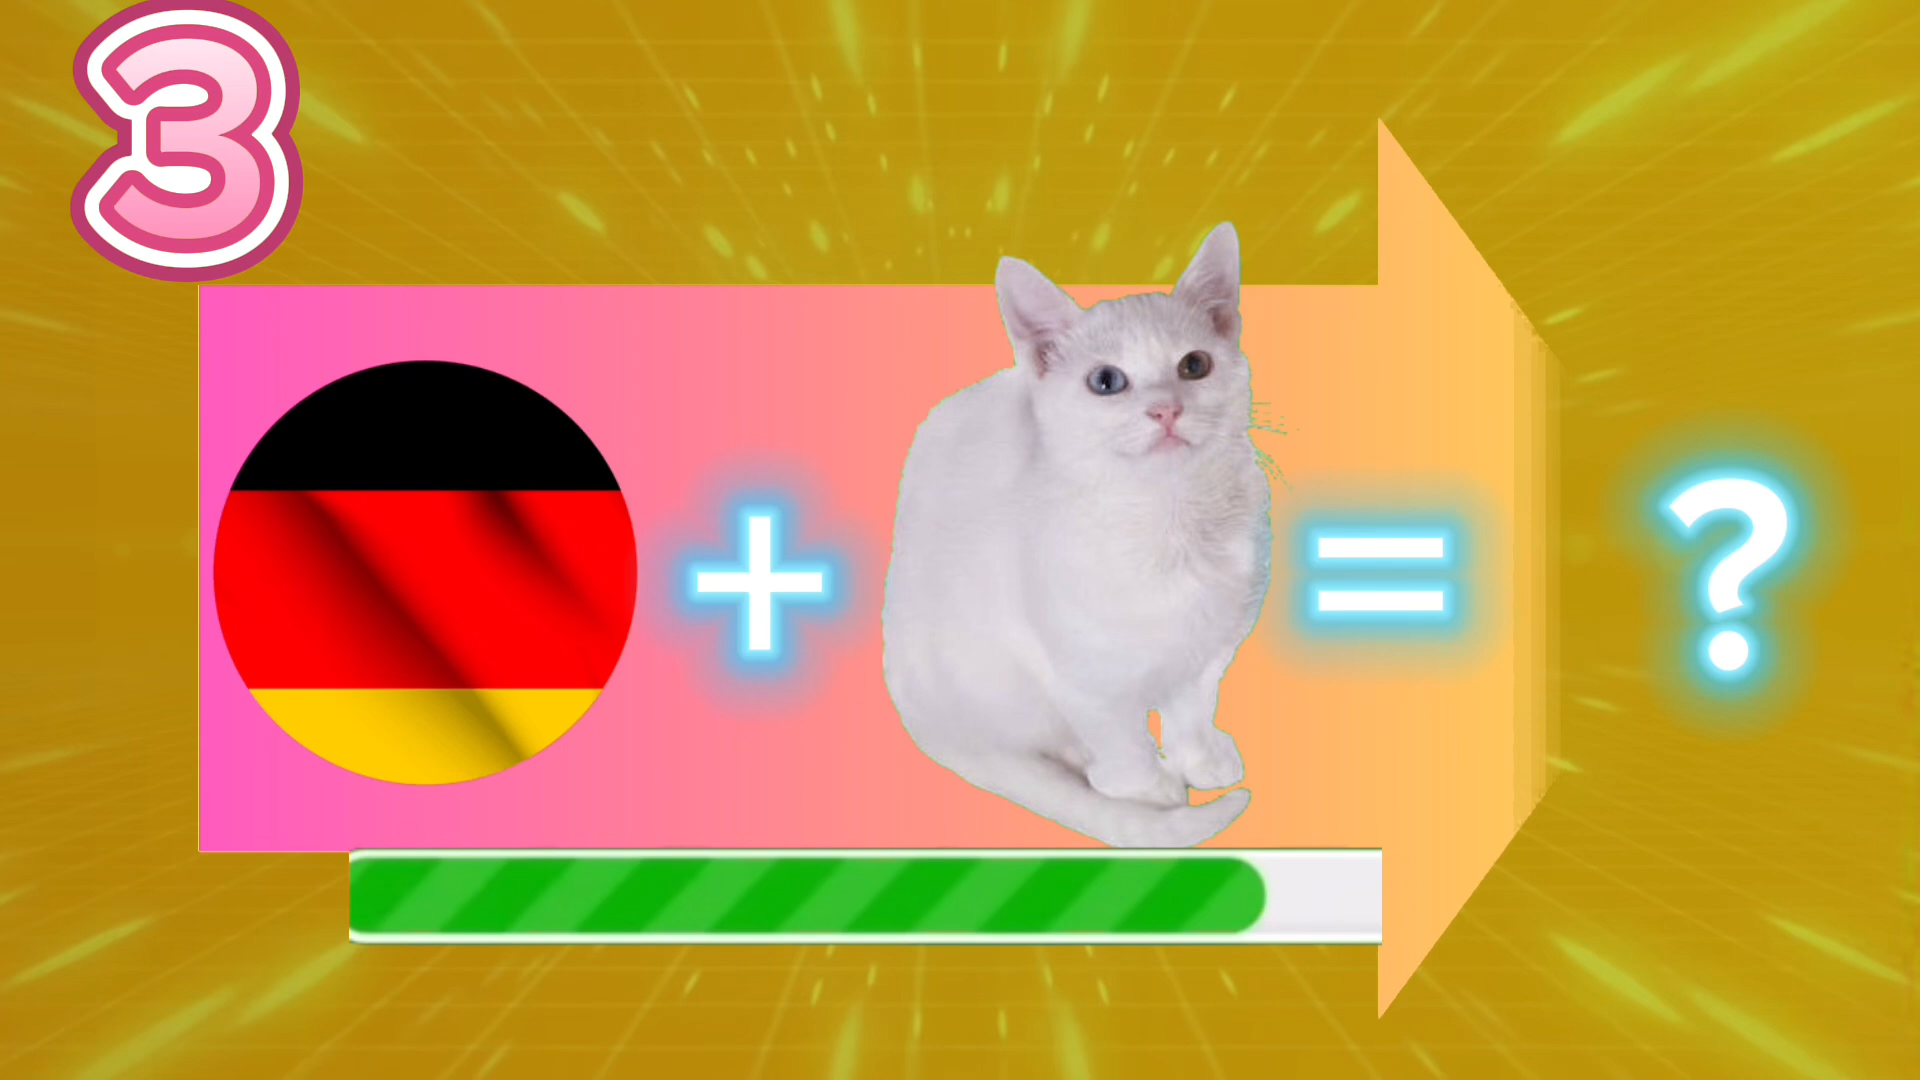 3
+ = ?